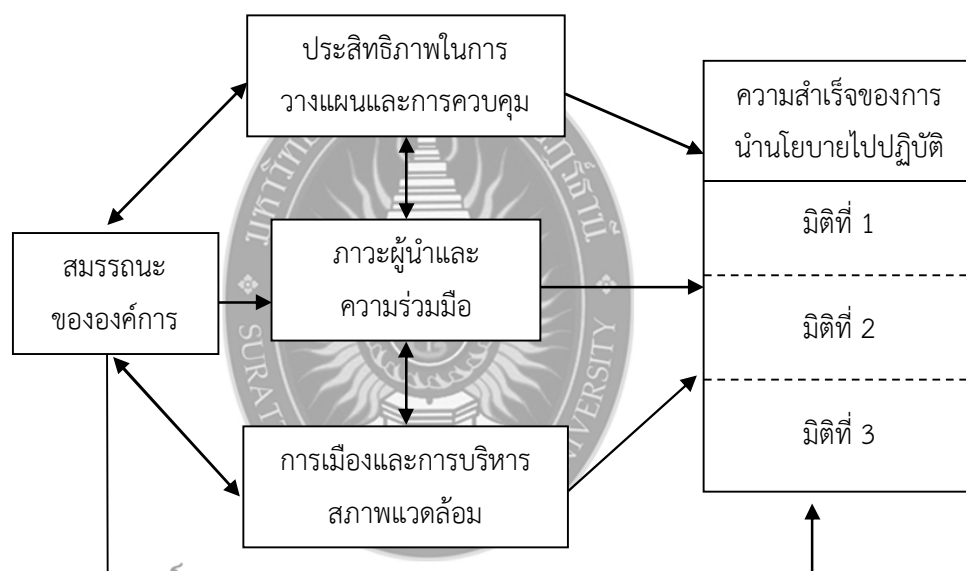 ประสิทธิภาพในการ
วางแผนและการควบคุม
ความสำเร็จของการ
นำนโยบายไปปฏิบัติ
มิติที่ 1
สมรรถนะ
ขององค์การ
ภาวะผู้นำและ
ความร่วมมือ
มิติที่ 2
มิติที่ 3
การเมืองและการบริหาร
สภาพแวดล้อม
SURAT
UNIVERSITY